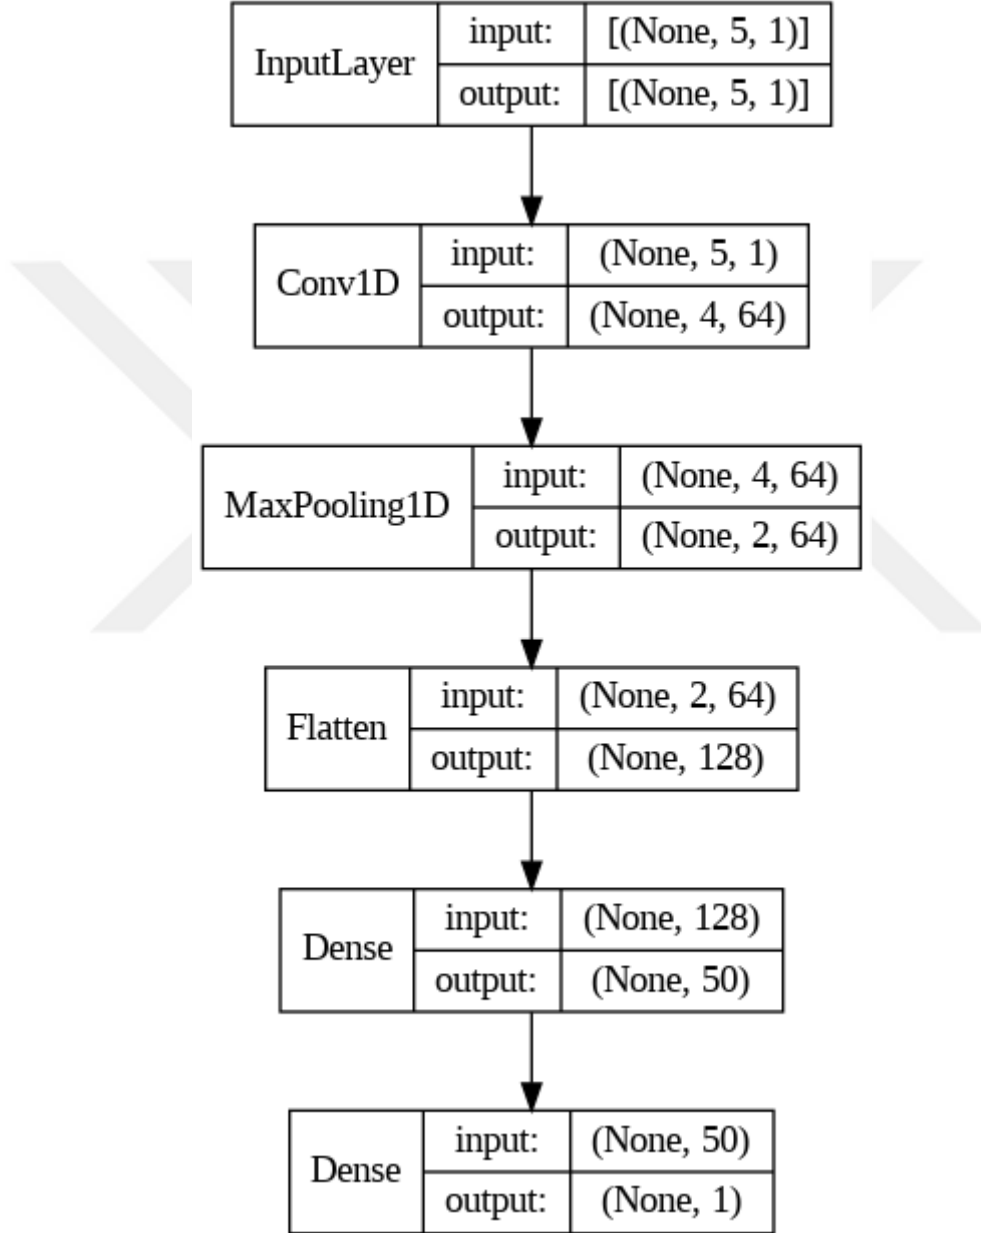 InputLayer
input: [(None, 5, 1)]
output: [(None, 5, 1)]
Conv1D
input: (None, 5, 1)
output: (None, 4, 64)
MaxPooling1D
input: (None, 4, 64)
output: (None, 2, 64)
Flatten
input: (None, 2, 64)
output: (None, 128)
Dense
input: (None, 128)
output: (None, 50)
Dense
input: (None, 50)
output: (None, 1)